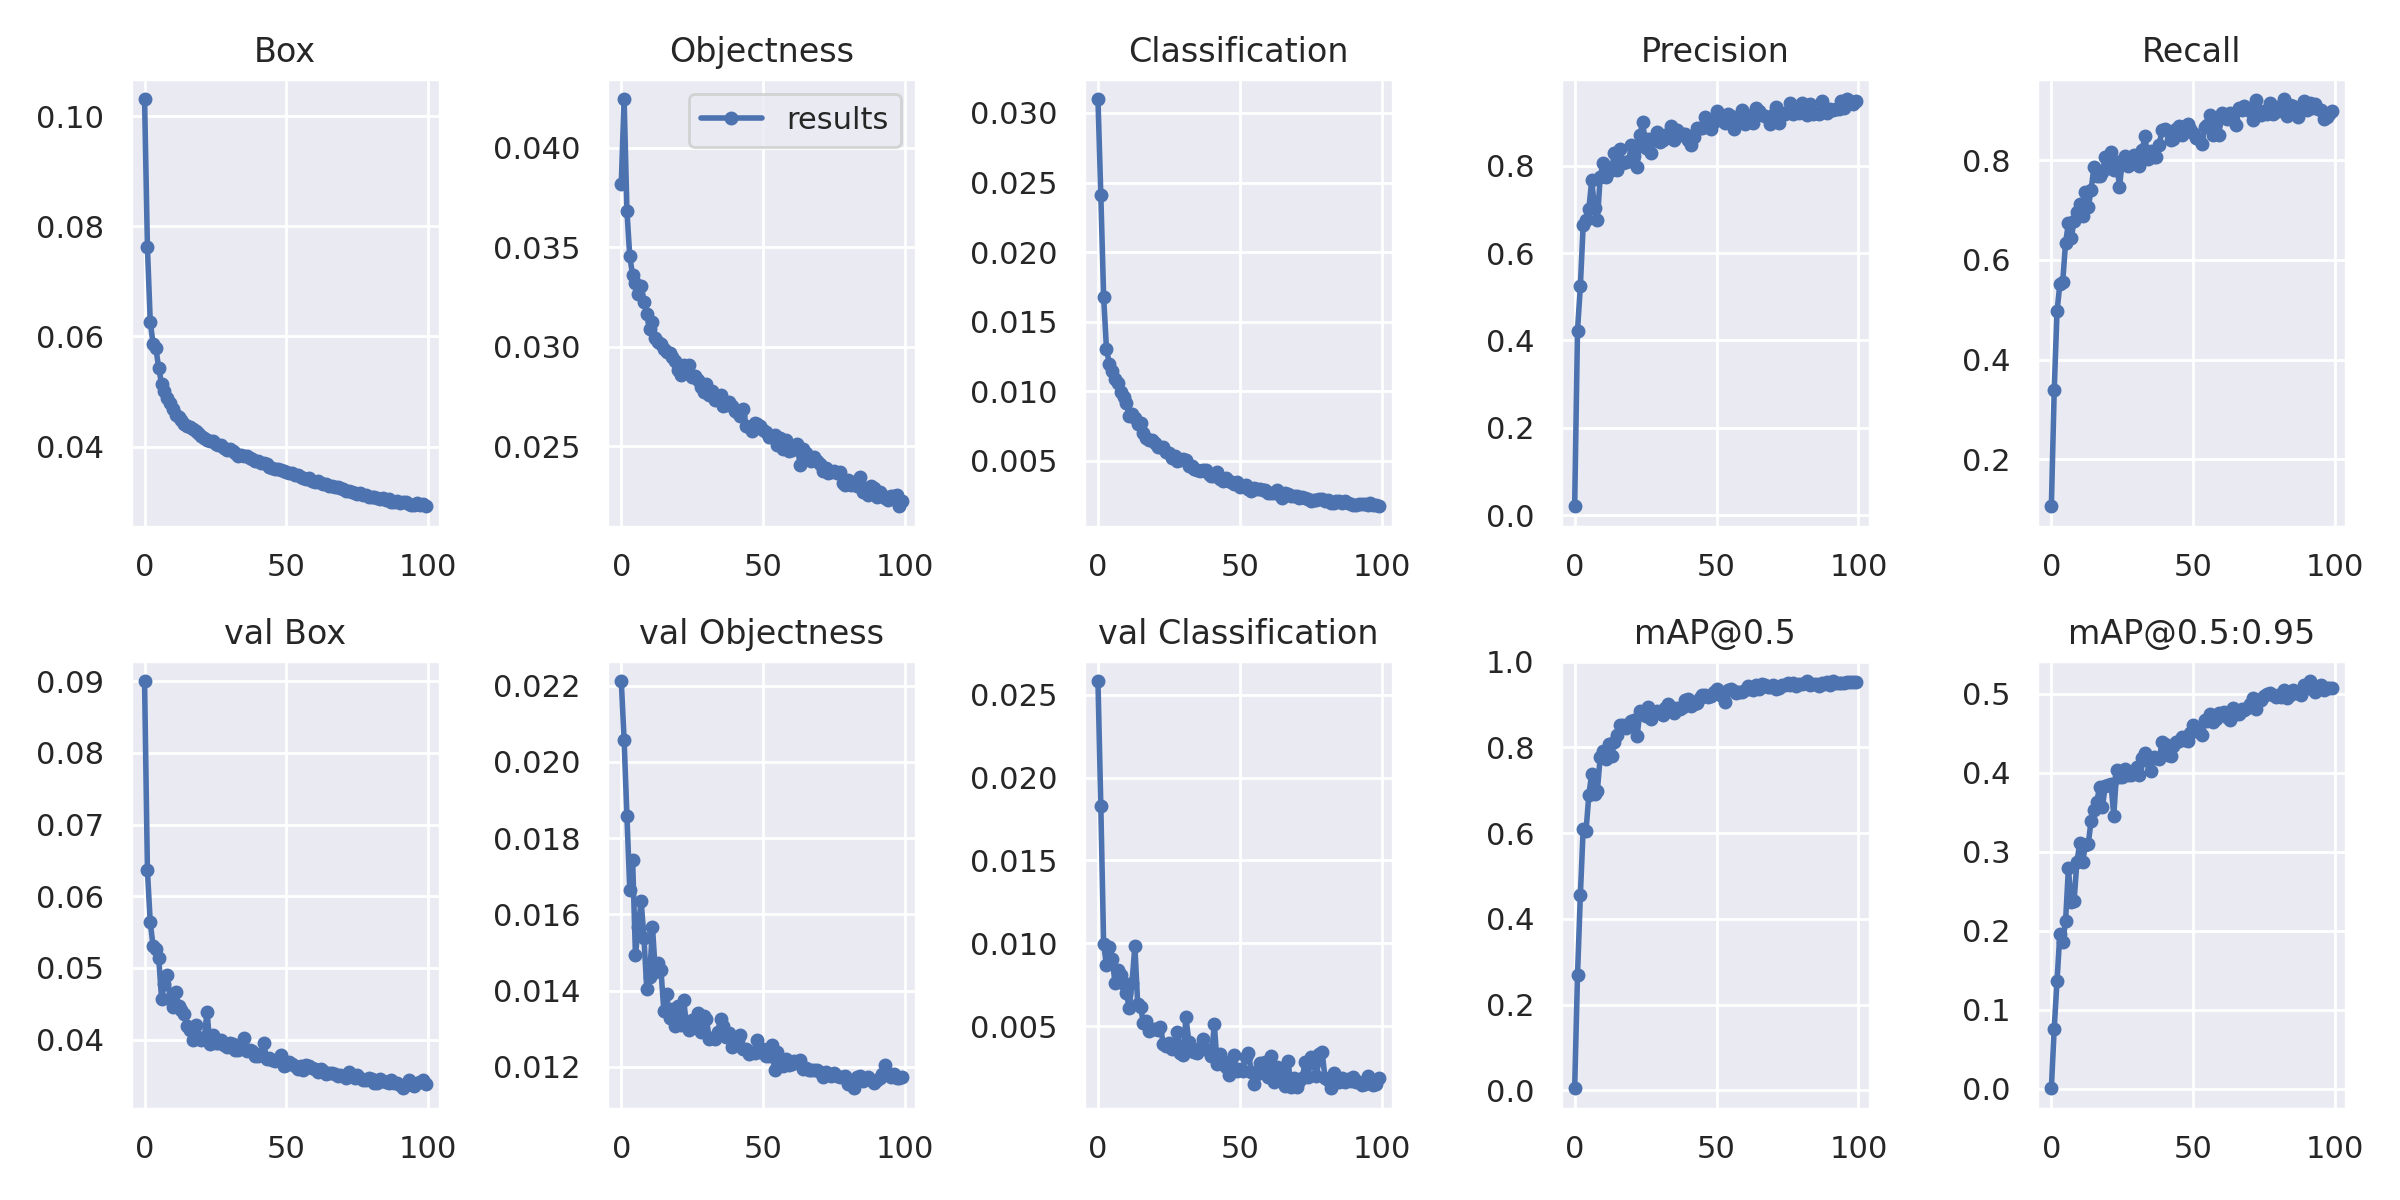 Box
0.10
0.08
0.06
0.04
0 50 100
Objectness
results
0.040
0.035
0.030
0.025
0 50 100
Classification
0.030
0.025
0.020
0.015
0.010
0.005
0 50 100
Precision
0.8
0.6
0.4
0.2
0.0
0 50 100
Recall
0.8
0.6
0.4
0.2
0 50 100
val Box
0.09
0.08
0.07
0.06
0.05
0.04
0 50 100
val Objectness
0.022
0.020
0.018
0.016
0.014
0.012
0 50 100
val Classification
0.025
0.020
0.015
0.010
0.005
0 50 100
mAP@0.5
1.0
0.8
0.6
0.4
0.2
0.0
0 50 100
mAP@0.5:0.95
0.5
0.4
0.3
0.2
0.1
0.0
0 50 100